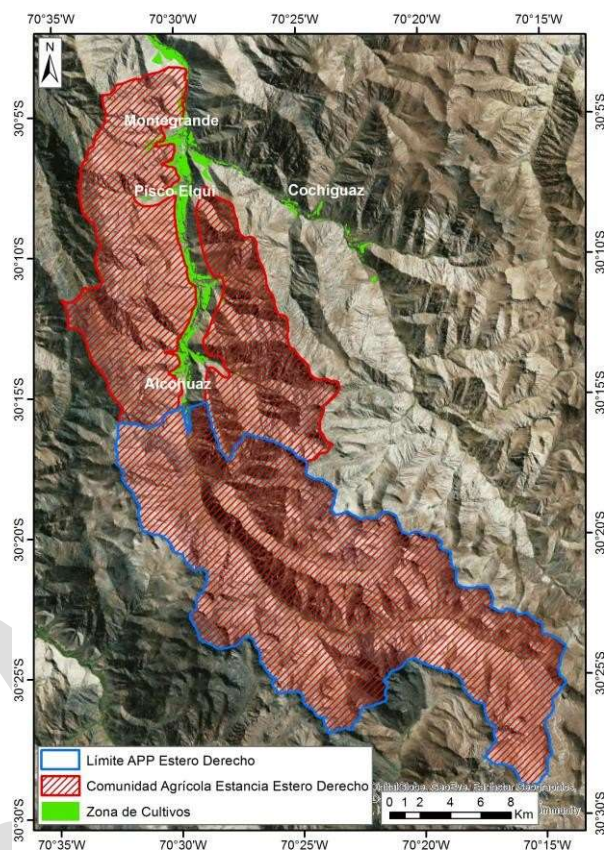 70°35'W 70°30'W 70°25'W 70°20'W 70°15'W
N
30°5'S 30°5'S
Montegrande
Pisco Elqui
Cochiguaz
30°10'S 30°10'S
Alcohuaz
30°15'S 30°15'S
30°20'S 30°20'S
30°25'S 30°25'S
Límite APP Estero Derecho
Comunidad Agrícola Estancia Estero Derecho
Zona de Cultivos
0 1 2 4 6 8
Km
30°30'S 30°30'S
70°35'W 70°30'W 70°25'W 70°20'W 70°15'W